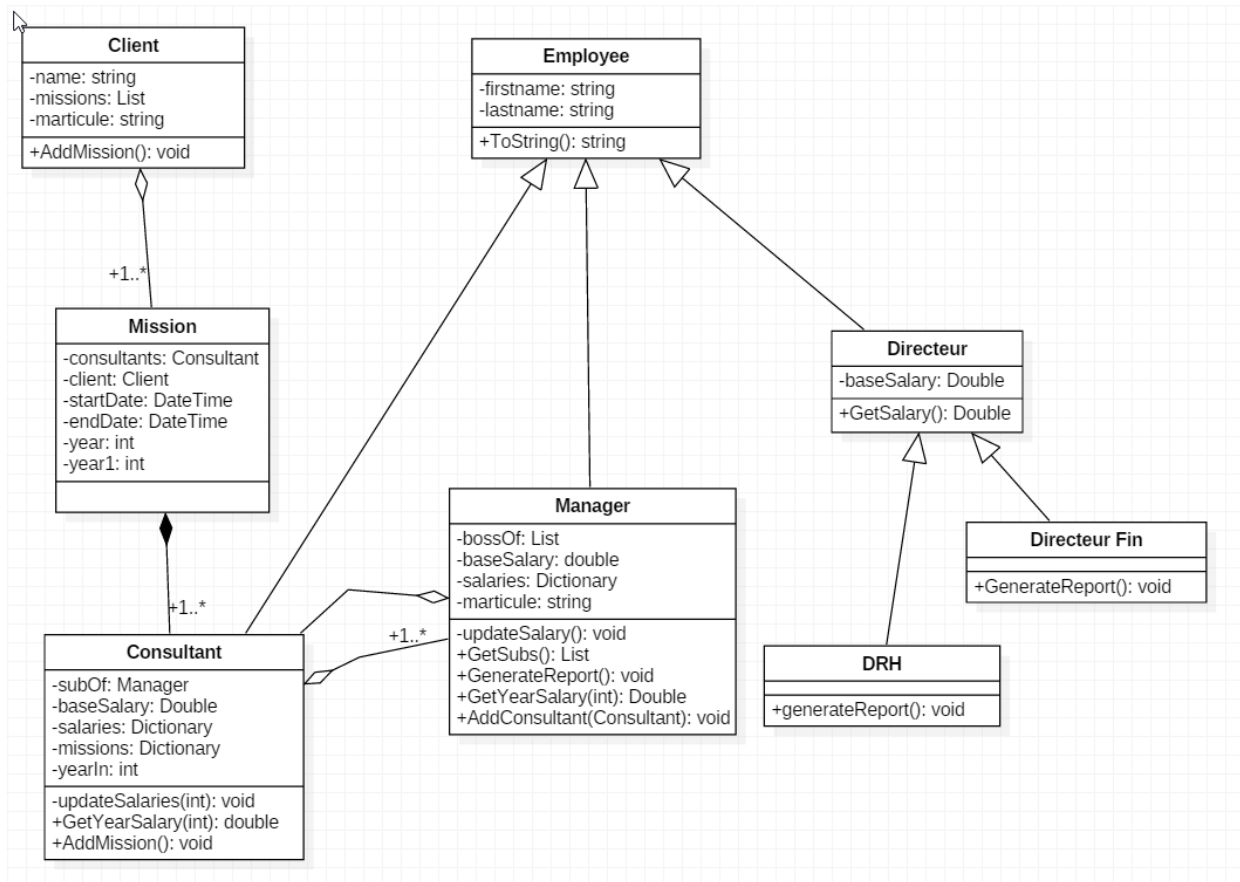 Client
-name: string
-missions: List
-marticule: string
+AddMission(): void
Employee
-firstname: string
-lastname: string
+ToString(): string
+1..*
Mission
-consultants: Consultant
-client: Client
-startDate: DateTime
-endDate: DateTime
-year: int
-year1: int
Directeur
-baseSalary: Double
+GetSalary(): Double
Manager
-bossOf: List
-baseSalary: double
-salaries: Dictionary
-marticule: string
-updateSalary(): void
+GetSubs(): List
+GenerateReport(): void
+GetYearSalary(int): Double
+AddConsultant(Consultant): void
Directeur Fin
+GenerateReport(): void
+1..*
+1..*
Consultant
-subOf: Manager
-baseSalary: Double
-salaries: Dictionary
-missions: Dictionary
-yearIn: int
-updateSalaries(int): void
+GetYearSalary(int): double
+AddMission(): void
DRH
+generateReport(): void